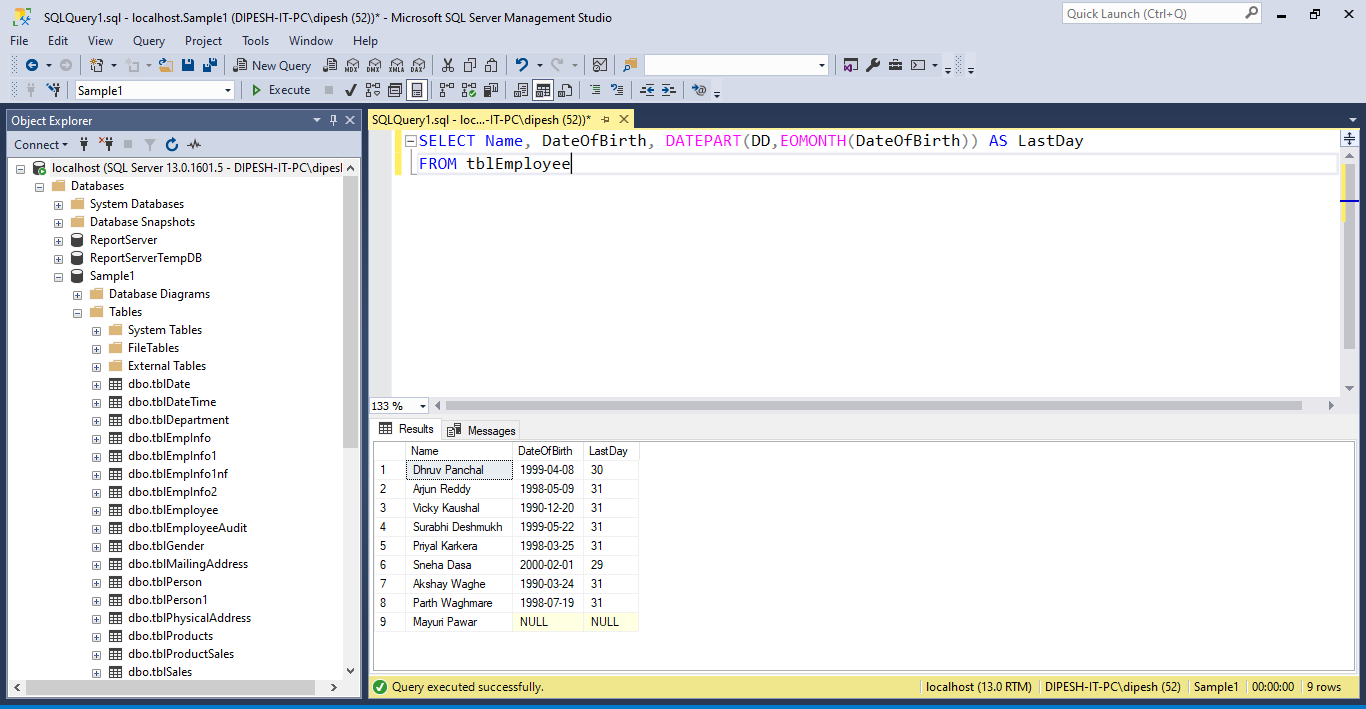 SQLQuery1.sql - localhost.Sample1 (DIPESH-IT-PC\dipesh (52))* - Microsoft SQL Server Management Studio
Quick Launch (Ctrl+Q)
File Edit View Query Project Tools Window Help
New Query MDX DMX XMLA DAX
Sample1 Execute
Object Explorer
Connect
localhost (SQL Server 13.0.1601.5 - DIPESH-IT-PC\dipesl
Databases
System Databases
Database Snapshots
ReportServer
ReportServerTempDB
Sample1
Database Diagrams
Tables
System Tables
FileTables
External Tables
dbo.tblDate
dbo.tblDateTime
dbo.tblDepartment
dbo.tblEmpInfo
dbo.tblEmpInfo1
dbo.tblEmpInfo1nf
dbo.tblEmpInfo2
dbo.tblEmployee
dbo.tblEmployeeAudit
dbo.tblGender
dbo.tblMailingAddress
dbo.tblPerson
dbo.tblPerson1
dbo.tblPhysicalAddress
dbo.tblProducts
dbo.tblProductSales
dbo.tblSales
SQLQuery1.sql - loc...-IT-PC\dipesh (52))*
SELECT Name, DateOfBirth, DATEPART(DD,EOMONTH(DateOfBirth)) AS LastDay
FROM tblEmployee
133 %
Results Messages
Name DateOfBirth LastDay
1 Dhruv Panchal 1999-04-08 30
2 Arjun Reddy 1998-05-09 31
3 Vicky Kaushal 1990-12-20 31
4 Surabhi Deshmukh 1999-05-22 31
5 Priyal Karkera 1998-03-25 31
6 Sneha Dasa 2000-02-01 29
7 Akshay Waghe 1990-03-24 31
8 Parth Waghmare 1998-07-19 31
9 Mayuri Pawar NULL NULL
Query executed successfully. localhost (13.0 RTM) DIPESH-IT-PC\dipesh (52) Sample1 00:00:00 9 rows